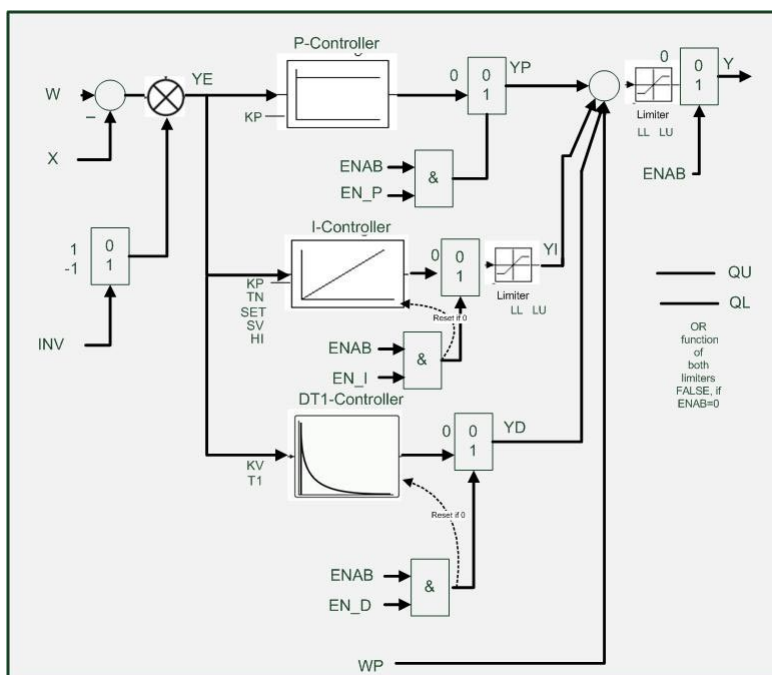 P-Controller
W
YE
KP
0
0
1
YP
0
0
1
Y
Limiter
LL LU
−
X
ENAB
EN_P
&
ENAB
I-Controller
1
-1
0
1
KP
TN
SET
SV
HI
0
0
1
YI
Limiter
LL LU
Reset if 0
QU
QL
INV
ENAB
EN_I
&
OR
function
of
both
limiters
FALSE, if
ENAB=0
DT1-Controller
KV
T1
0
0
1
YD
Reset if 0
ENAB
EN_D
&
WP